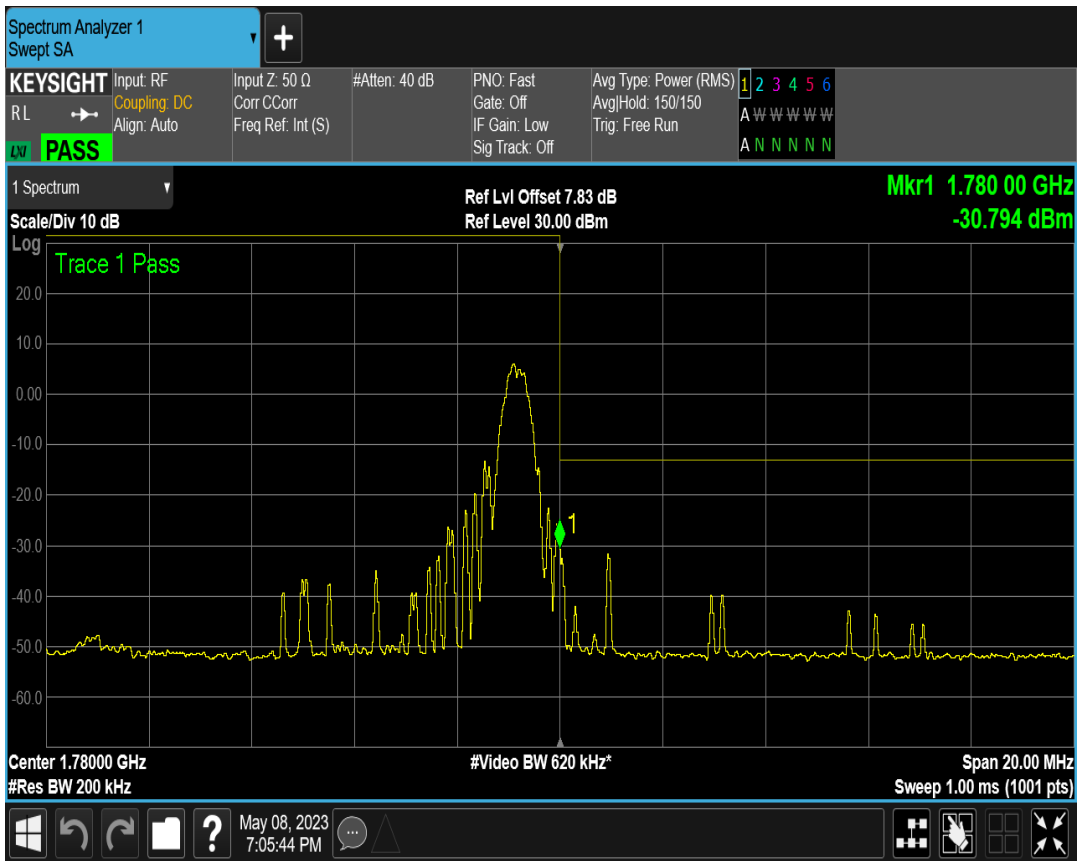 Spectrum Analyzer 1
Swept SA
+
KEYSIGHT Input: RF Input Z: 50 Ω #Atten: 40 dB PNO: Fast Avg Type: Power (RMS) 1 2 3 4 5 6
R L Coupling: DC Corr CCorr Gate: Off Avg|Hold: 150/150 A W W W W W
Align: Auto Freq Ref: Int (S) IF Gain: Low Trig: Free Run
LXI PASS Sig Track: Off A N N N N N
1 Spectrum Ref Lvl Offset 7.83 dB Mkr1 1.780 00 GHz
Scale/Div 10 dB Ref Level 30.00 dBm -30.794 dBm
Log
Trace 1 Pass
20.0
10.0
0.00
-10.0
-20.0
1
-30.0
-40.0
-50.0
-60.0
Center 1.78000 GHz #Video BW 620 kHz* Span 20.00 MHz
#Res BW 200 kHz Sweep 1.00 ms (1001 pts)
? May 08, 2023
7:05:44 PM